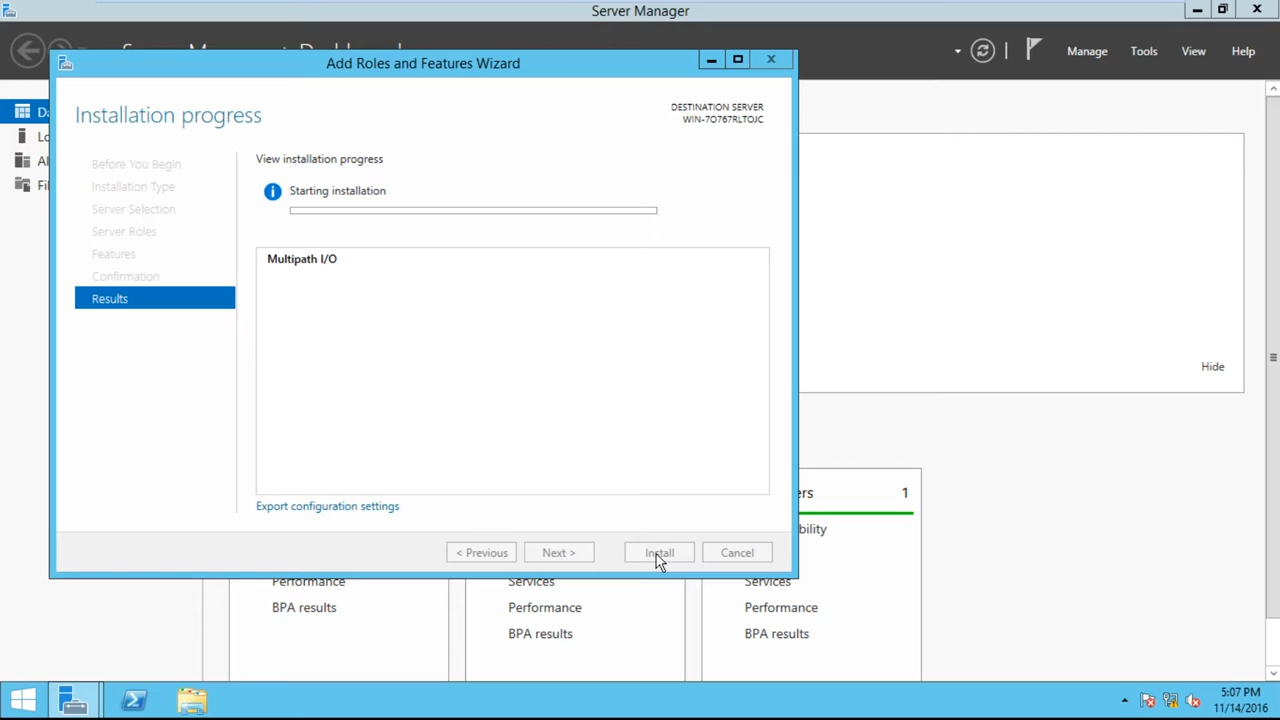 Server Manager
Manage
Tools
View
Help
Add Roles and Features Wizard
Installation progress
DESTINATION SERVER
WIN-7O767RLTOJC
Before You Begin
Installation Type
Server Selection
Server Roles
Features
Confirmation
Results
View installation progress
Starting installation
Multipath I/O
Export configuration settings
< Previous
Next >
Install
Cancel
Hide
ers 1
bility
Performance
BPA results
Services
Performance
BPA results
Services
Performance
BPA results
5:07 PM
11/14/2016